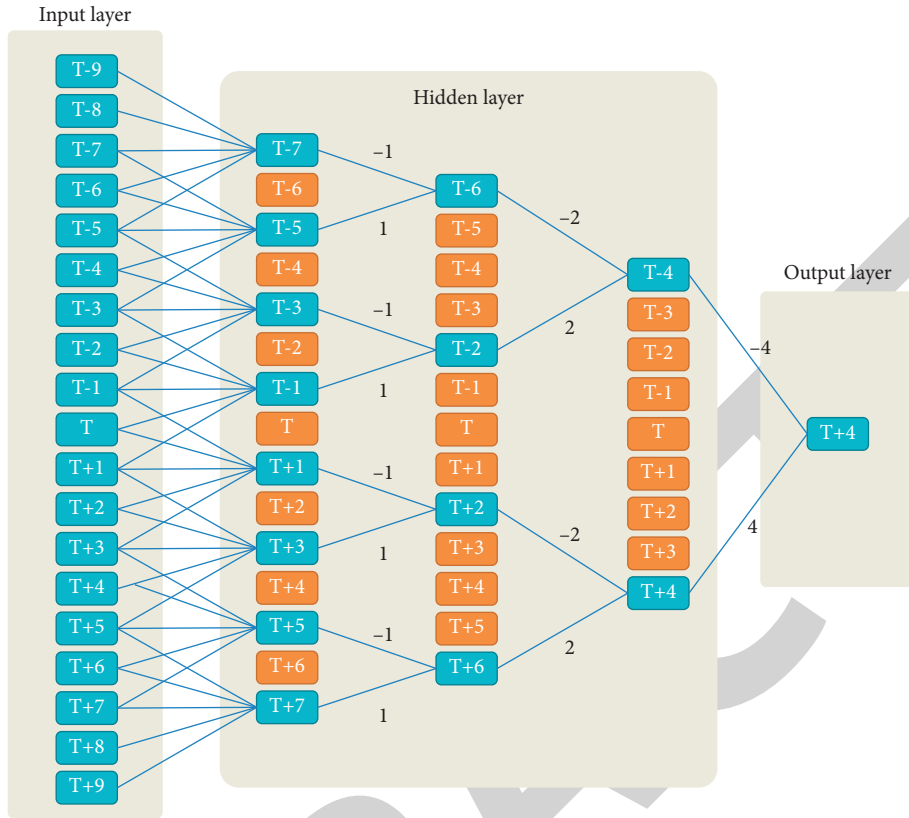 Input layer
T-9
T-8
T-7
T-6
T-5
T-4
T-3
T-2
T-1
T
T+1
T+2
T+3
T+4
T+5
T+6
T+7
T+8
T+9
Hidden layer
T-7
T-6
T-5
T-4
T-3
T-2
T-1
T
T+1
T+2
T+3
T+4
T+5
T+6
T+7
–1
1
–1
1
–1
1
–1
1
T-6
T-5
T-4
T-3
T-2
T-1
T
T+1
T+2
T+3
T+4
T+5
T+6
–2
2
–2
2
T-4
T-3
T-2
T-1
T
T+1
T+2
T+3
T+4
–4
4
Output layer
T+4